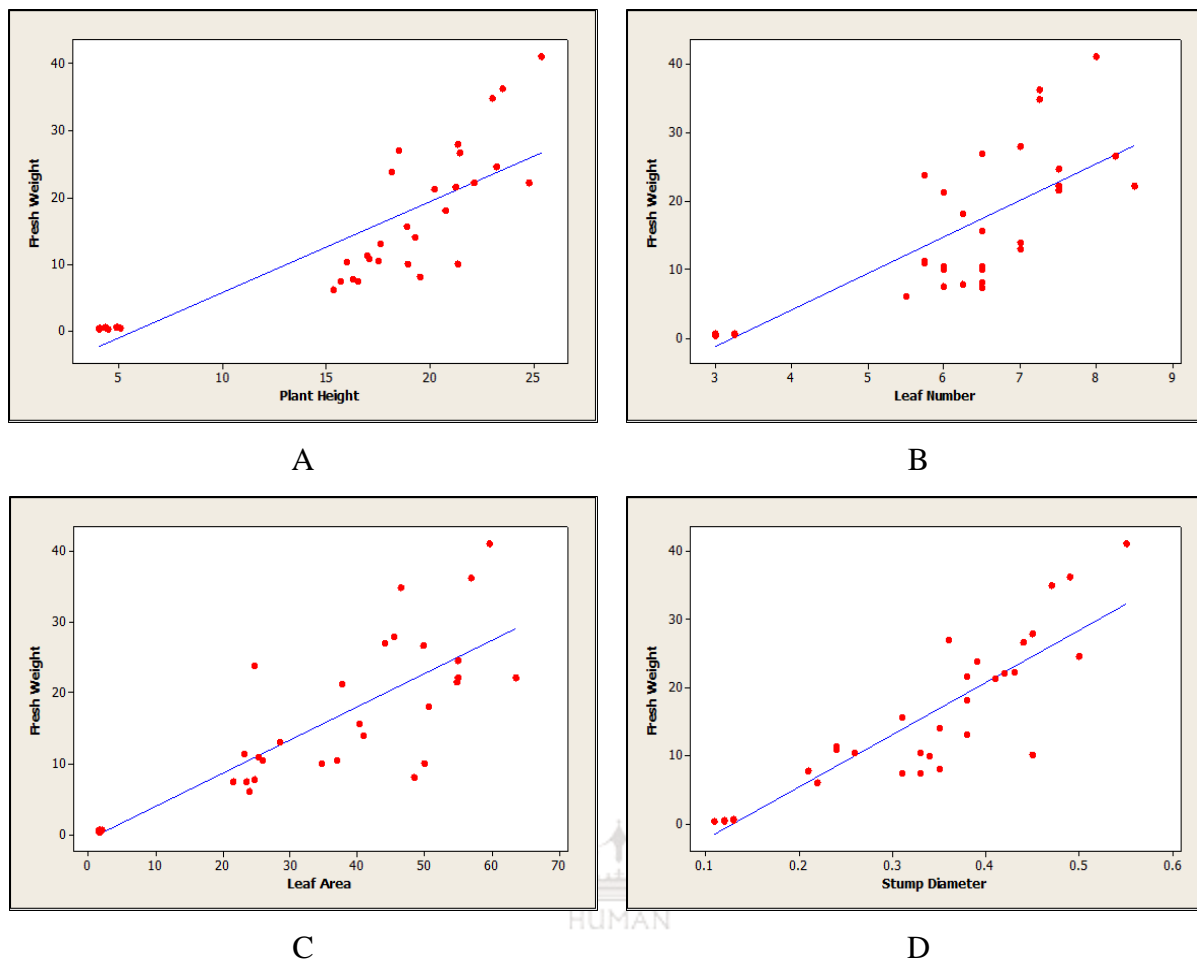 40
30
20
10
0
Fresh Weight
5 10 15 20 25
Plant Height
A
40
30
20
10
0
Fresh Weight
3 4 5 6 7 8 9
Leaf Number
B
40
30
20
10
0
Fresh Weight
0 10 20 30 40 50 60 70
Leaf Area
C
40
30
20
10
0
Fresh Weight
0.1 0.2 0.3 0.4 0.5 0.6
Stump Diameter
D
HUMAN